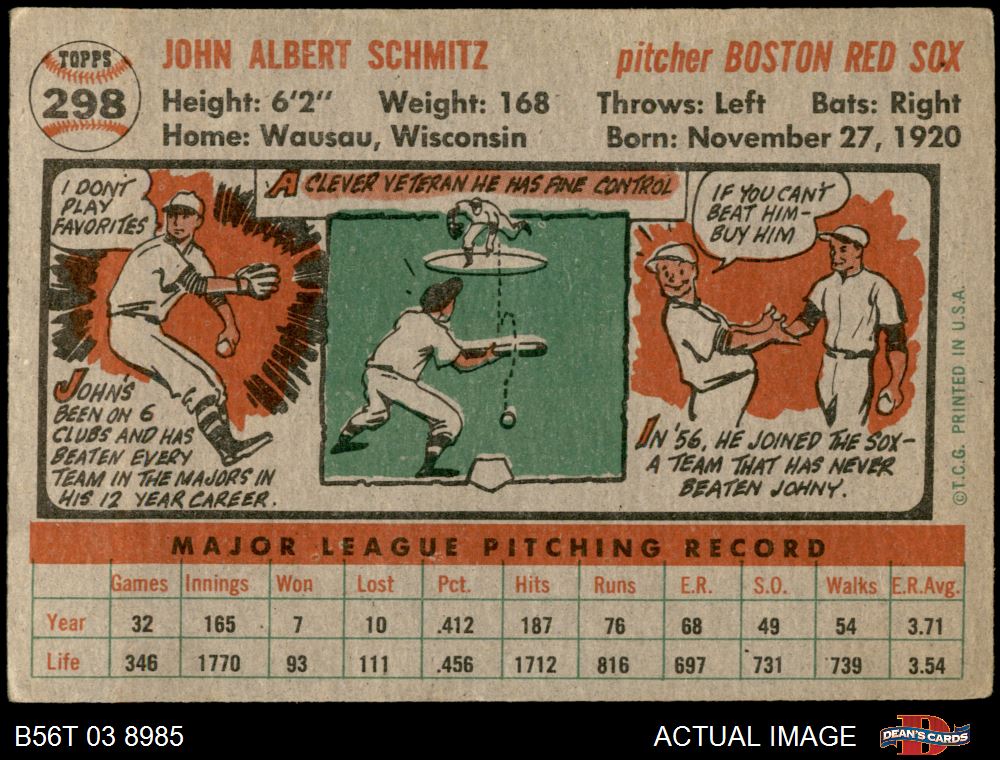 TOPPS
298
JOHN ALBERT SCHMITZ
pitcher BOSTON RED SOX
Height: 6'2" Weight: 168 Throws: Left Bats: Right
Home: Wausau, Wisconsin Born: November 27, 1920
I DON'T
PLAY
FAVORITES
JOHN'S
BEEN ON 6
CLUBS AND HAS
BEATEN EVERY
TEAM IN THE MAJORS IN
HIS 12 YEAR CAREER.
A CLEVER VETERAN HE HAS FINE CONTROL
IF YOU CAN'T
BEAT HIM-
BUY HIM
IN '56, HE JOINED THE SOX-
A TEAM THAT HAS NEVER
BEATEN JOHNY.
©T.C.G. PRINTED IN U.S.A.
MAJOR LEAGUE PITCHING RECORD
Games Innings Won Lost Pct. Hits Runs E.R. S.O. Walks E.R.Avg.
Year 32 165 7 10 .412 187 76 68 49 54 3.71
Life 346 1770 93 111 .456 1712 816 697 731 739 3.54
B56T 03 8985
ACTUAL IMAGE
D
DEAN'S CARDS